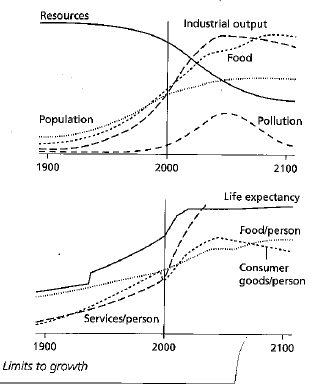 Resources
Industrial output
Food
Population
Pollution
1900
2000
2100
Life expectancy
Food/person
Consumer
goods/person
Services/person
1900
2000
2100
Limits to growth